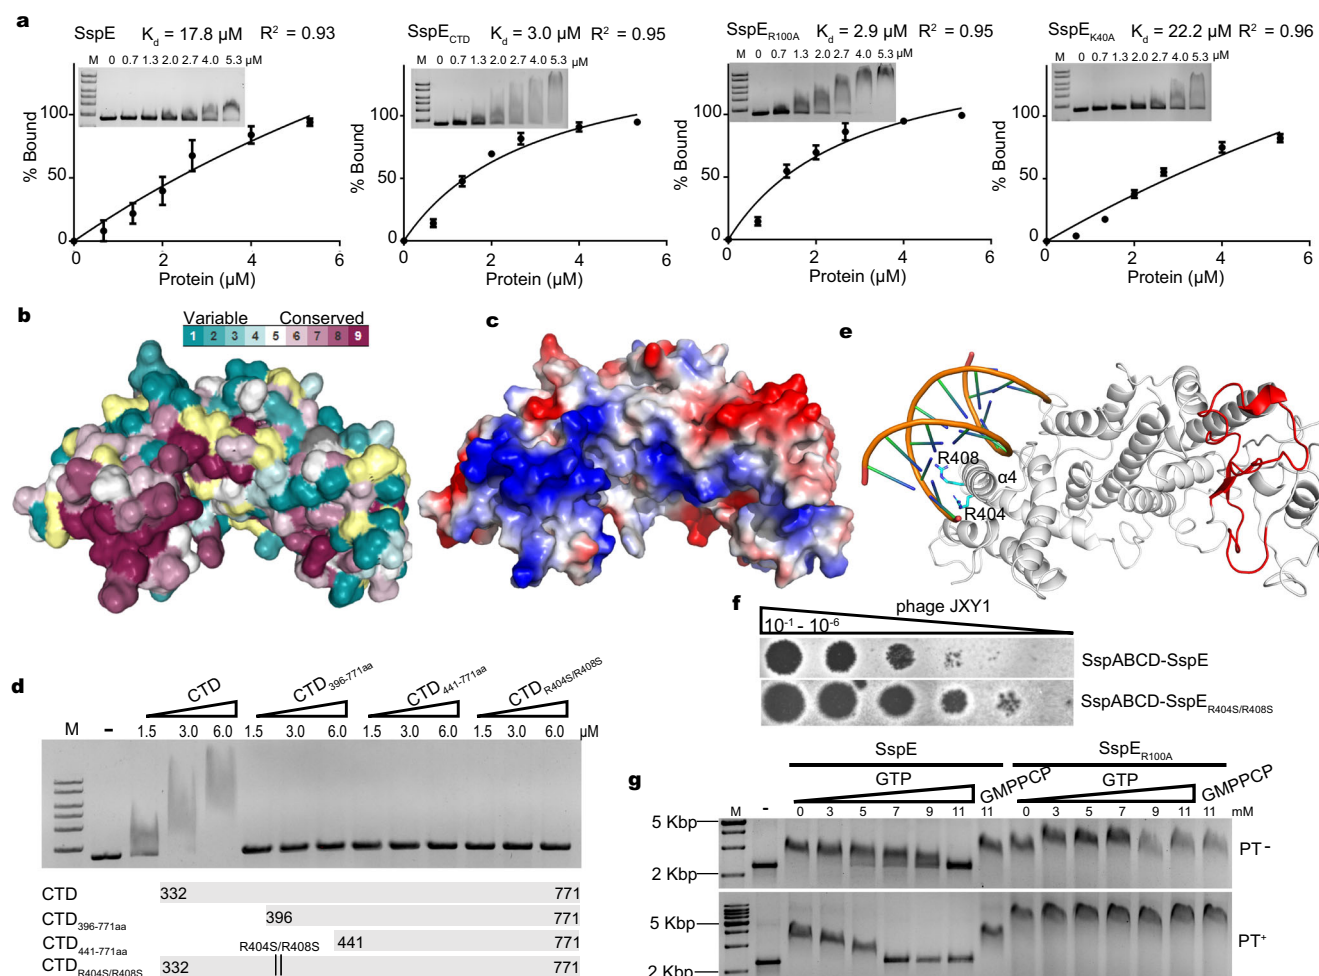 a
SspE K_d = 17.8 µM R² = 0.93
M 0 0.7 1.3 2.0 2.7 4.0 5.3 µM
% Bound
100
50
0
0 2 4 6
Protein (µM)
SspE_CTD K_d = 3.0 µM R² = 0.95
M 0 0.7 1.3 2.0 2.7 4.0 5.3 µM
% Bound
100
50
0
0 2 4 6
Protein (µM)
SspE_R100A K_d = 2.9 µM R² = 0.95
M 0 0.7 1.3 2.0 2.7 4.0 5.3 µM
% Bound
100
50
0
0 2 4 6
Protein (µM)
SspE_K40A K_d = 22.2 µM R² = 0.96
M 0 0.7 1.3 2.0 2.7 4.0 5.3 µM
% Bound
100
50
0
0 2 4 6
Protein (µM)
b
Variable Conserved
1 2 3 4 5 6 7 8 9
c
e
R408
α4
R404
f
phage JXY1
10⁻¹ - 10⁻⁶
SspABCD-SspE
SspABCD-SspE_R404S/R408S
d
CTD CTD_396-771aa CTD_441-771aa CTD_R404S/R408S
M - 1.5 3.0 6.0 1.5 3.0 6.0 1.5 3.0 6.0 1.5 3.0 6.0 µM
CTD 332 771
CTD_396-771aa 396 771
CTD_441-771aa 441 771
R404S/R408S
CTD_R404S/R408S 332 771
g
SspE SspE_R100A
GTP GMPPCP GTP GMPPCP
M - 0 3 5 7 9 11 11 0 3 5 7 9 11 11 mM
5 Kbp
2 Kbp
PT⁻
5 Kbp
2 Kbp
PT⁺